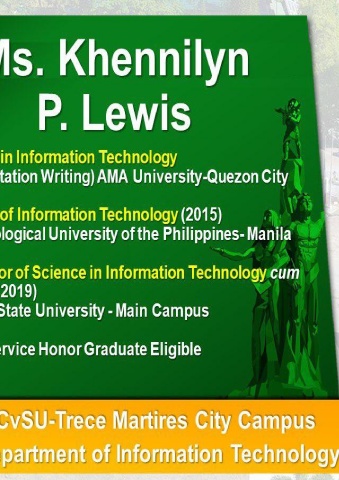 Ms. Khennilyn
P. Lewis
in Information Technology
tation Writing) AMA University-Quezon City
of Information Technology (2015)
ological University of the Philippines- Manila
or of Science in Information Technology cum
2019)
State University - Main Campus
ervice Honor Graduate Eligible
CvSU-Trece Martires City Campus
partment of Information Technology